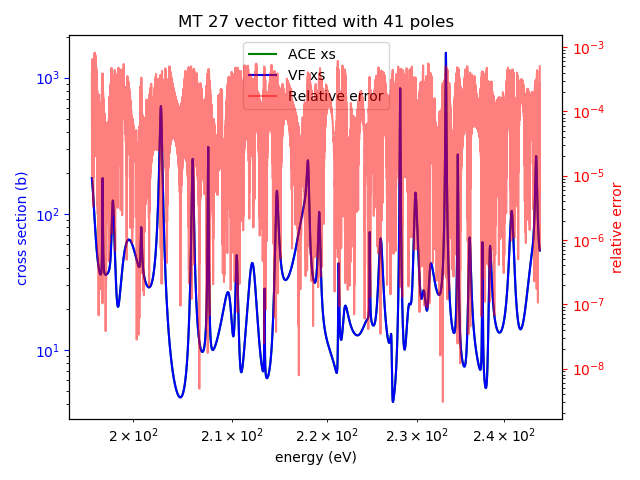 MT 27 vector fitted with 41 poles
ACE xs
VF xs
Relative error
cross section (b)
10³
10²
10¹
relative error
10⁻³
10⁻⁴
10⁻⁵
10⁻⁶
10⁻⁷
10⁻⁸
2 × 10² 2.1 × 10² 2.2 × 10² 2.3 × 10² 2.4 × 10²
energy (eV)